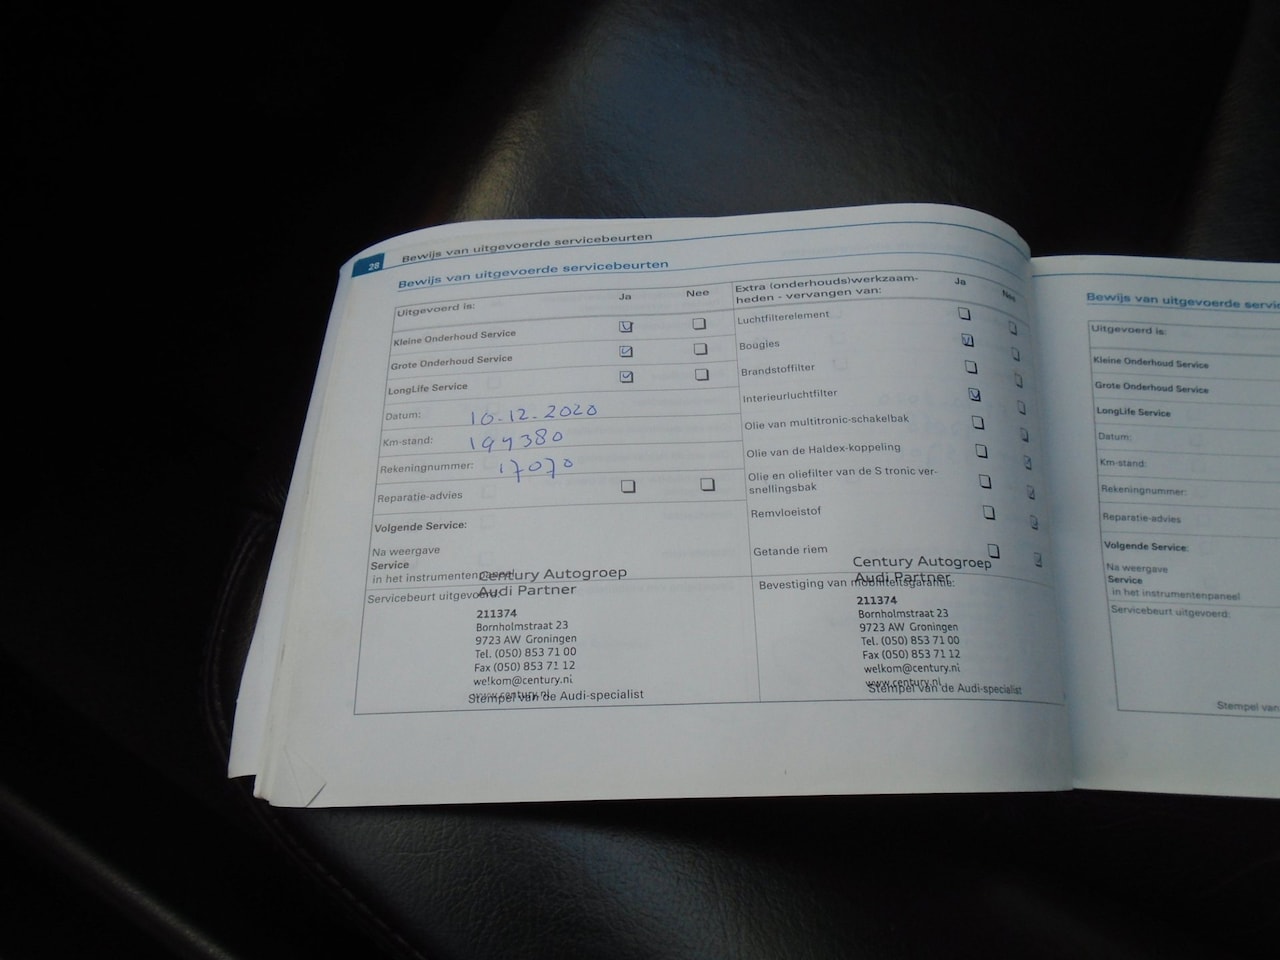 28
Bewijs van uitgevoerde servicebeurten
Bewijs van uitgevoerde servicebeurten
Uitgevoerd is:
Ja
Nee
Kleine Onderhoud Service
Grote Onderhoud Service
LongLife Service
Datum: 10-12-2020
Km-stand: 194380
Rekeningnummer: 17070
Reparatie-advies
Volgende Service:
Na weergave
Service
in het instrumentenpaneel
Servicebeurt uitgevoerd:
Century Autogroep
Audi Partner
211374
Bornholmstraat 23
9723 AW Groningen
Tel. (050) 853 71 00
Fax (050) 853 71 12
welkom@century.nl
www.century.nl
Stempel van de Audi-specialist
Extra (onderhouds)werkzaam-
heden - vervangen van:
Ja
Nee
Luchtfilterelement
Bougies
Brandstoffilter
Interieurluchtfilter
Olie van multitronic-schakelbak
Olie van de Haldex-koppeling
Olie en oliefilter van de S tronic ver-
snellingsbak
Remvloeistof
Getande riem
Bevestiging van mobiliteitsgarantie:
Century Autogroep
Audi Partner
211374
Bornholmstraat 23
9723 AW Groningen
Tel. (050) 853 71 00
Fax (050) 853 71 12
welkom@century.nl
www.century.nl
Stempel van de Audi-specialist
Bewijs van uitgevoerde
Uitgevoerd is:
Kleine Onderhoud Service
Grote Onderhoud Service
LongLife Service
Datum:
Km-stand:
Rekeningnummer:
Reparatie-advies
Volgende Service:
Na weergave
Service
in het instrumentenpaneel
Servicebeurt uitgevoerd:
Stempel